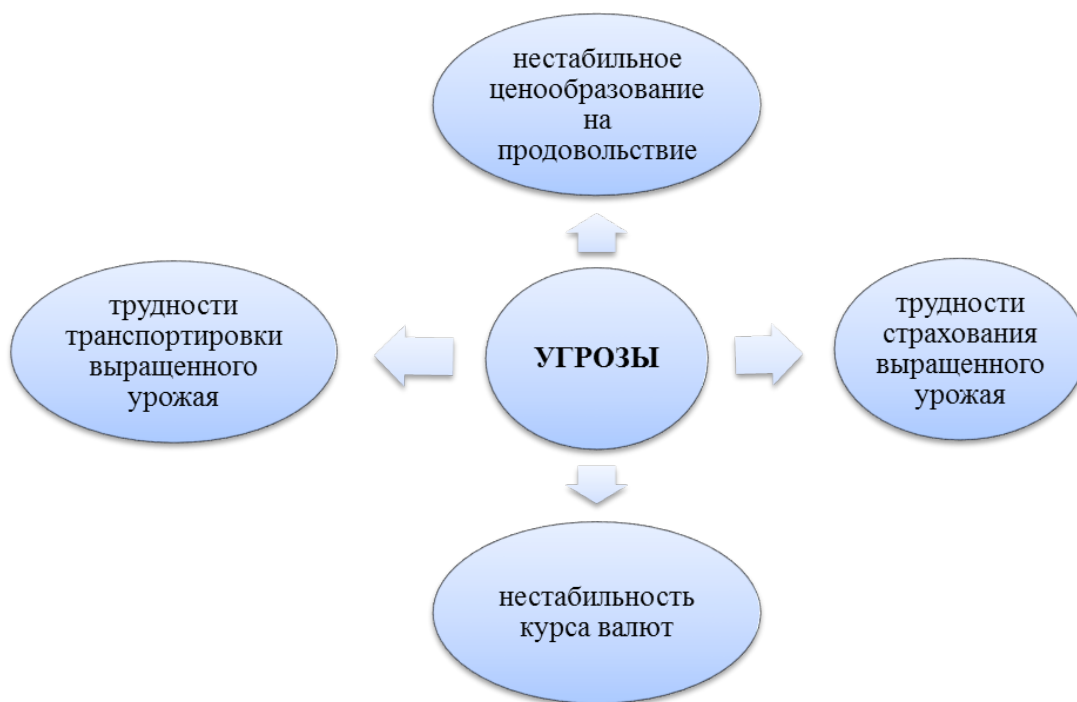 нестабильное
ценообразование
на
продовольствие
трудности
транспортировки
выращенного
урожая
УГРОЗЫ
трудности
страхования
выращенного
урожая
нестабильность
курса валют